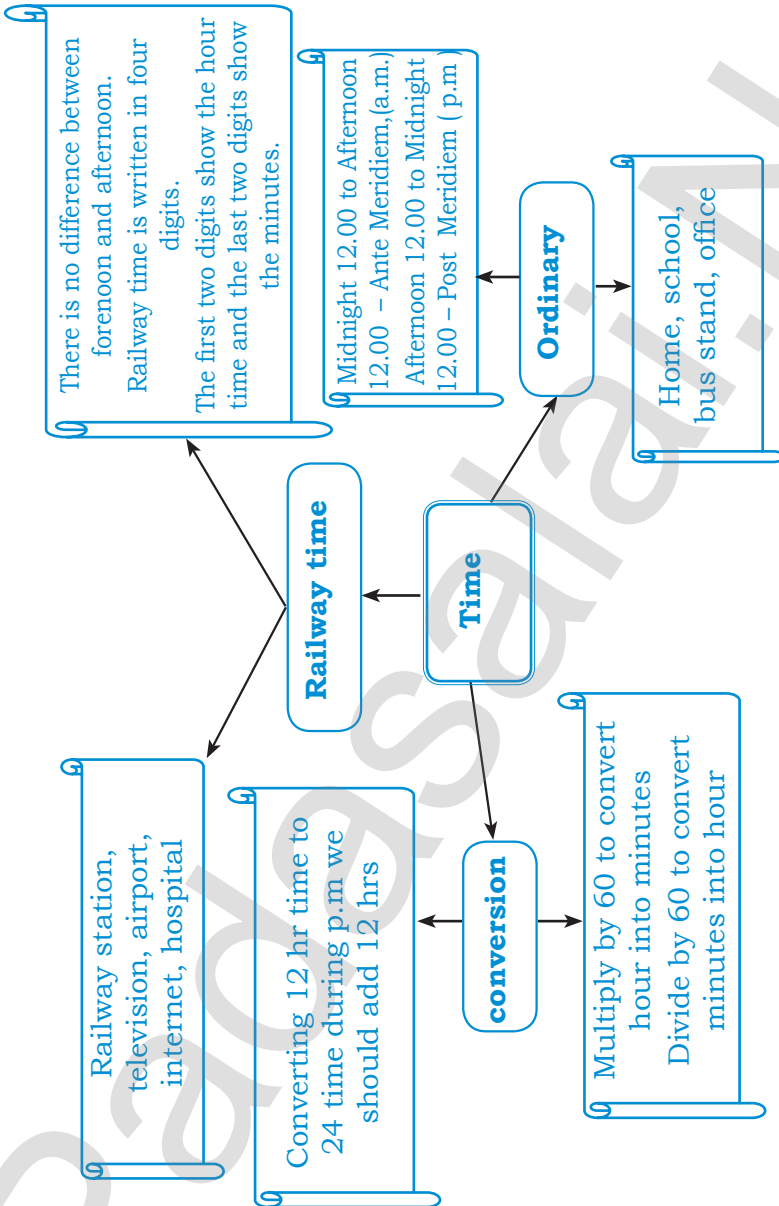 Railway station,
television, airport,
internet, hospital
There is no difference between
forenoon and afternoon.
Railway time is written in four
digits.
The first two digits show the hour
time and the last two digits show
the minutes.
Railway time
Converting 12 hr time to
24 time during p.m we
should add 12 hrs
Midnight 12.00 to Afternoon
12.00 – Ante Meridiem,(a.m.)
Afternoon 12.00 to Midnight
12.00 – Post Meridiem ( p.m )
Time
conversion
Ordinary
Multiply by 60 to convert
hour into minutes
Divide by 60 to convert
minutes into hour
Home, school,
bus stand, office